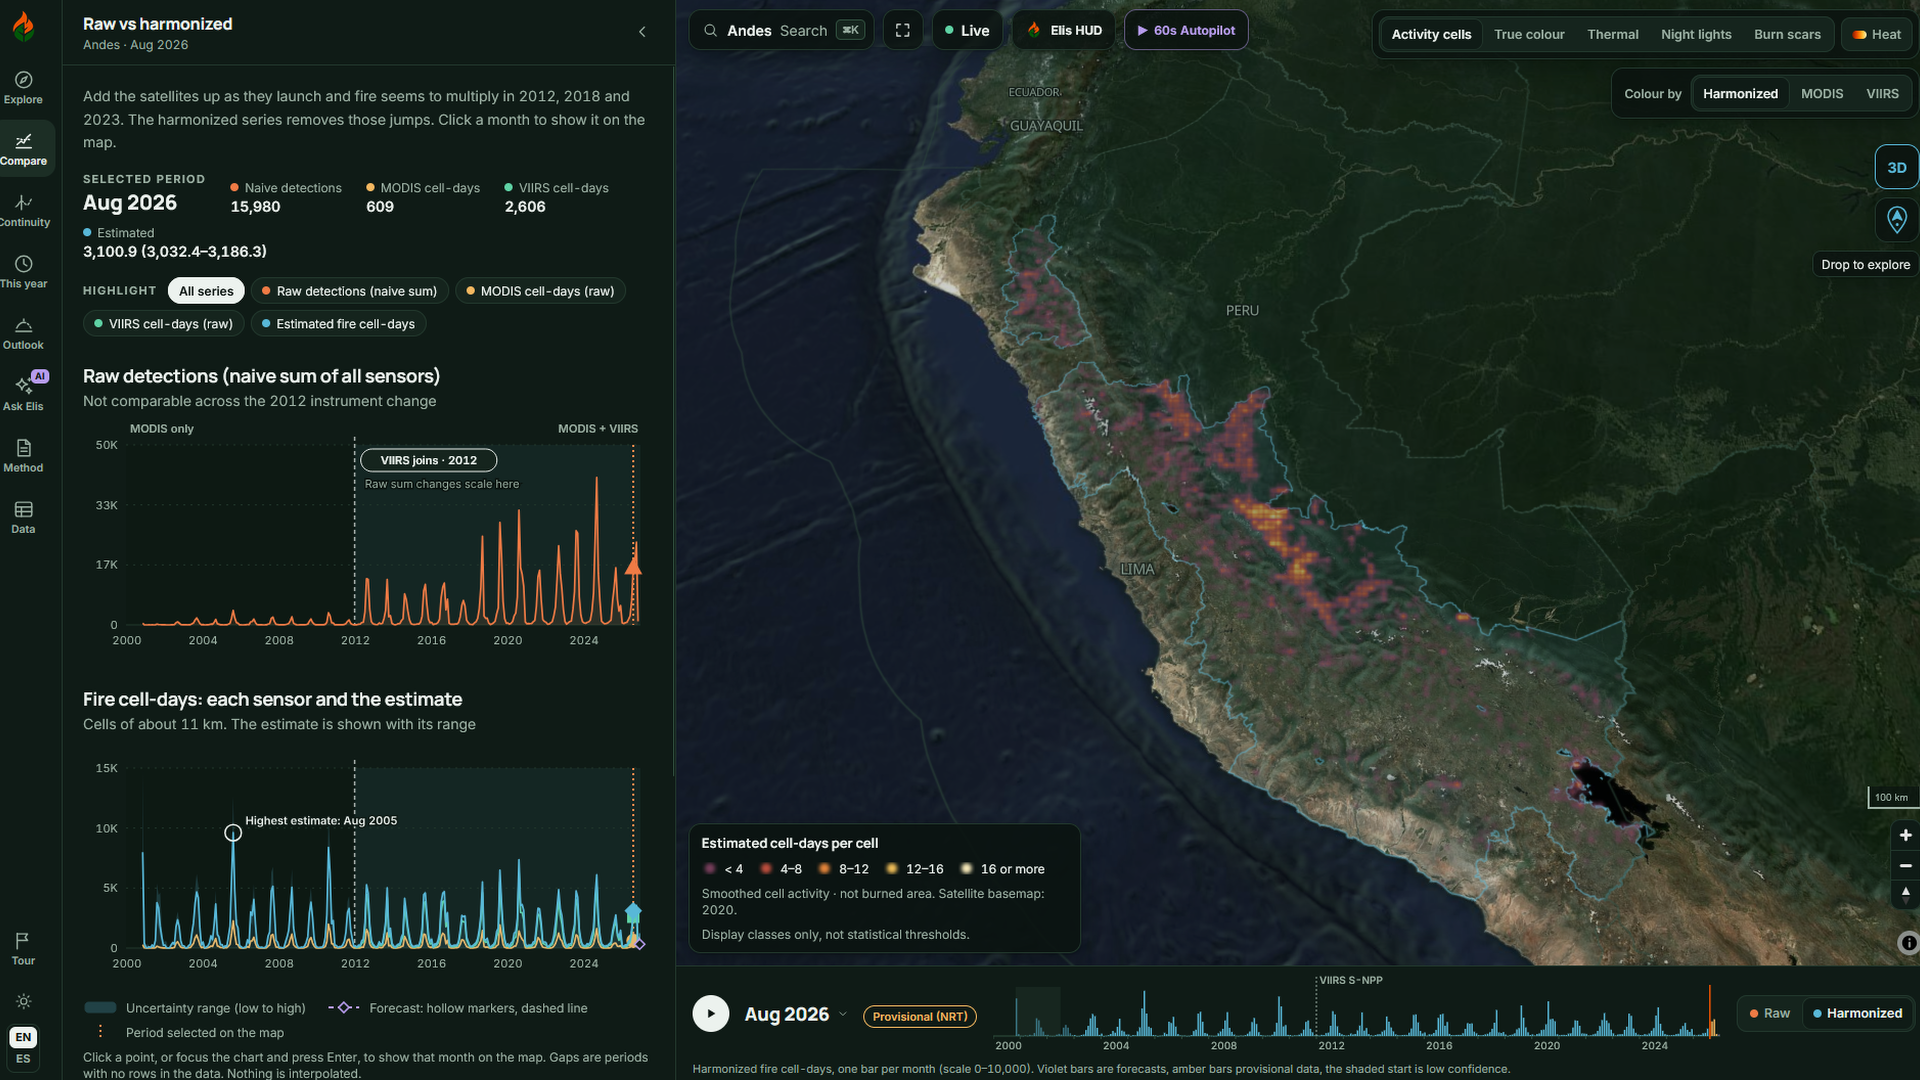 Raw vs harmonized
Andes · Aug 2026
Explore
Compare
Continuity
This year
Outlook
AI
Ask Elis
Method
Data
Tour
EN
ES
Add the satellites up as they launch and fire seems to multiply in 2012, 2018 and
2023. The harmonized series removes those jumps. Click a month to show it on the
map.
SELECTED PERIOD
Aug 2026
Naive detections
15,980
MODIS cell-days
609
VIIRS cell-days
2,606
Estimated
3,100.9 (3,032.4–3,186.3)
HIGHLIGHT
All series
Raw detections (naive sum)
MODIS cell-days (raw)
VIIRS cell-days (raw)
Estimated fire cell-days
Raw detections (naive sum of all sensors)
Not comparable across the 2012 instrument change
MODIS only
MODIS + VIIRS
50K
VIIRS joins · 2012
Raw sum changes scale here
33K
17K
0
2000 2004 2008 2012 2016 2020 2024
Fire cell-days: each sensor and the estimate
Cells of about 11 km. The estimate is shown with its range
15K
Highest estimate: Aug 2005
10K
5K
0
2000 2004 2008 2012 2016 2020 2024
Uncertainty range (low to high)
Forecast: hollow markers, dashed line
Period selected on the map
Click a point, or focus the chart and press Enter, to show that month on the map. Gaps are periods
with no rows in the data. Nothing is interpolated.
Andes Search ⌘K
Live
Elis HUD
60s Autopilot
Activity cells
True colour
Thermal
Night lights
Burn scars
Heat
Colour by
Harmonized
MODIS
VIIRS
3D
Drop to explore
ECUADOR
GUAYAQUIL
PERU
LIMA
100 km
Estimated cell-days per cell
< 4 4–8 8–12 12–16 16 or more
Smoothed cell activity · not burned area. Satellite basemap:
2020.
Display classes only, not statistical thresholds.
Aug 2026
Provisional (NRT)
VIIRS S-NPP
2000 2004 2008 2012 2016 2020 2024
Raw
Harmonized
Harmonized fire cell-days, one bar per month (scale 0–10,000). Violet bars are forecasts, amber bars provisional data, the shaded start is low confidence.